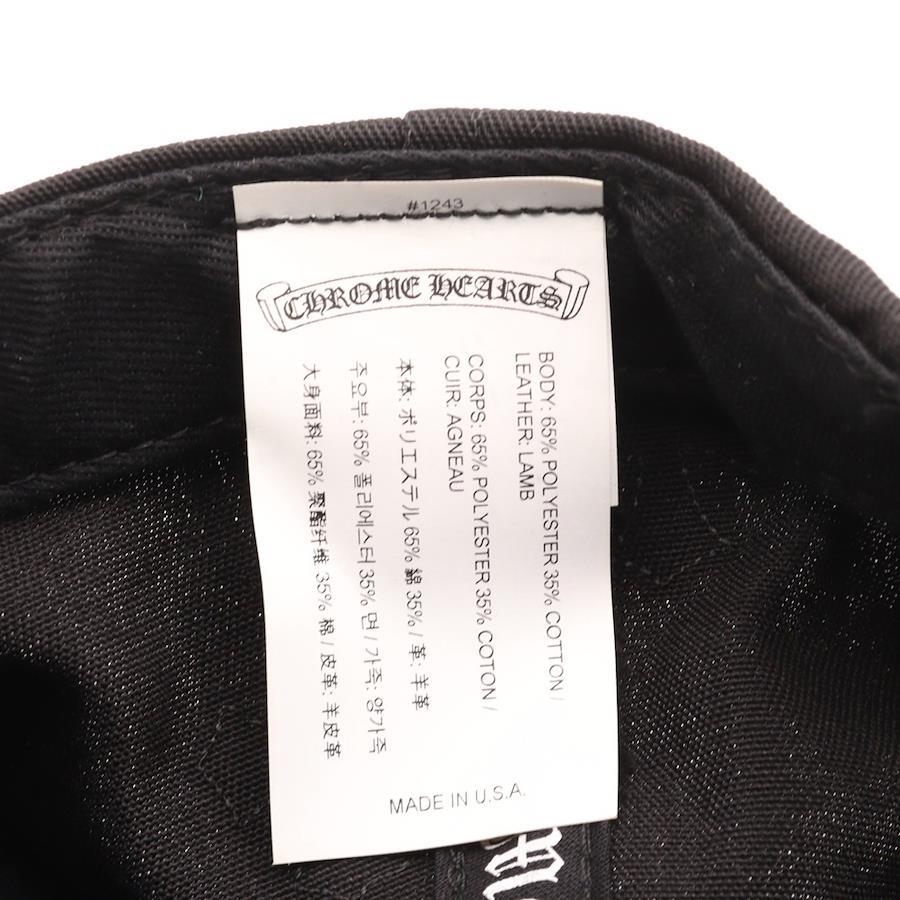 #1243
CHROME HEARTS
BODY: 65% POLYESTER 35% COTTON /
LEATHER: LAMB
CORPS: 65% POLYESTER 35% COTON /
CUIR: AGNEAU
本体: ポリエステル 65% 綿 35% / 革: 羊革
주요부: 65% 폴리에스터 35% 면 / 가죽: 양가죽
大身面料: 65% 聚酯纤维 35% 棉 / 皮革: 羊皮革
MADE IN U.S.A.